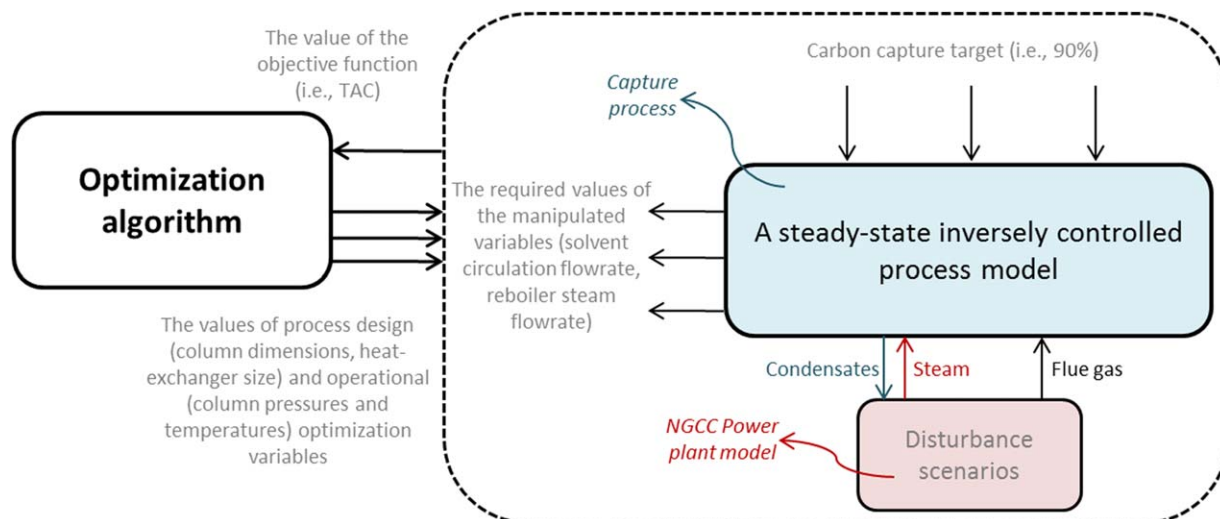 The value of the
objective function
(i.e., TAC)
Optimization
algorithm
The values of process design
(column dimensions, heat-
exchanger size) and operational
(column pressures and
temperatures) optimization
variables
Carbon capture target (i.e., 90%)
Capture
process
The required values of
the manipulated
variables (solvent
circulation flowrate,
reboiler steam
flowrate)
A steady-state inversely controlled
process model
Condensates
Steam
Flue gas
NGCC Power
plant model
Disturbance
scenarios